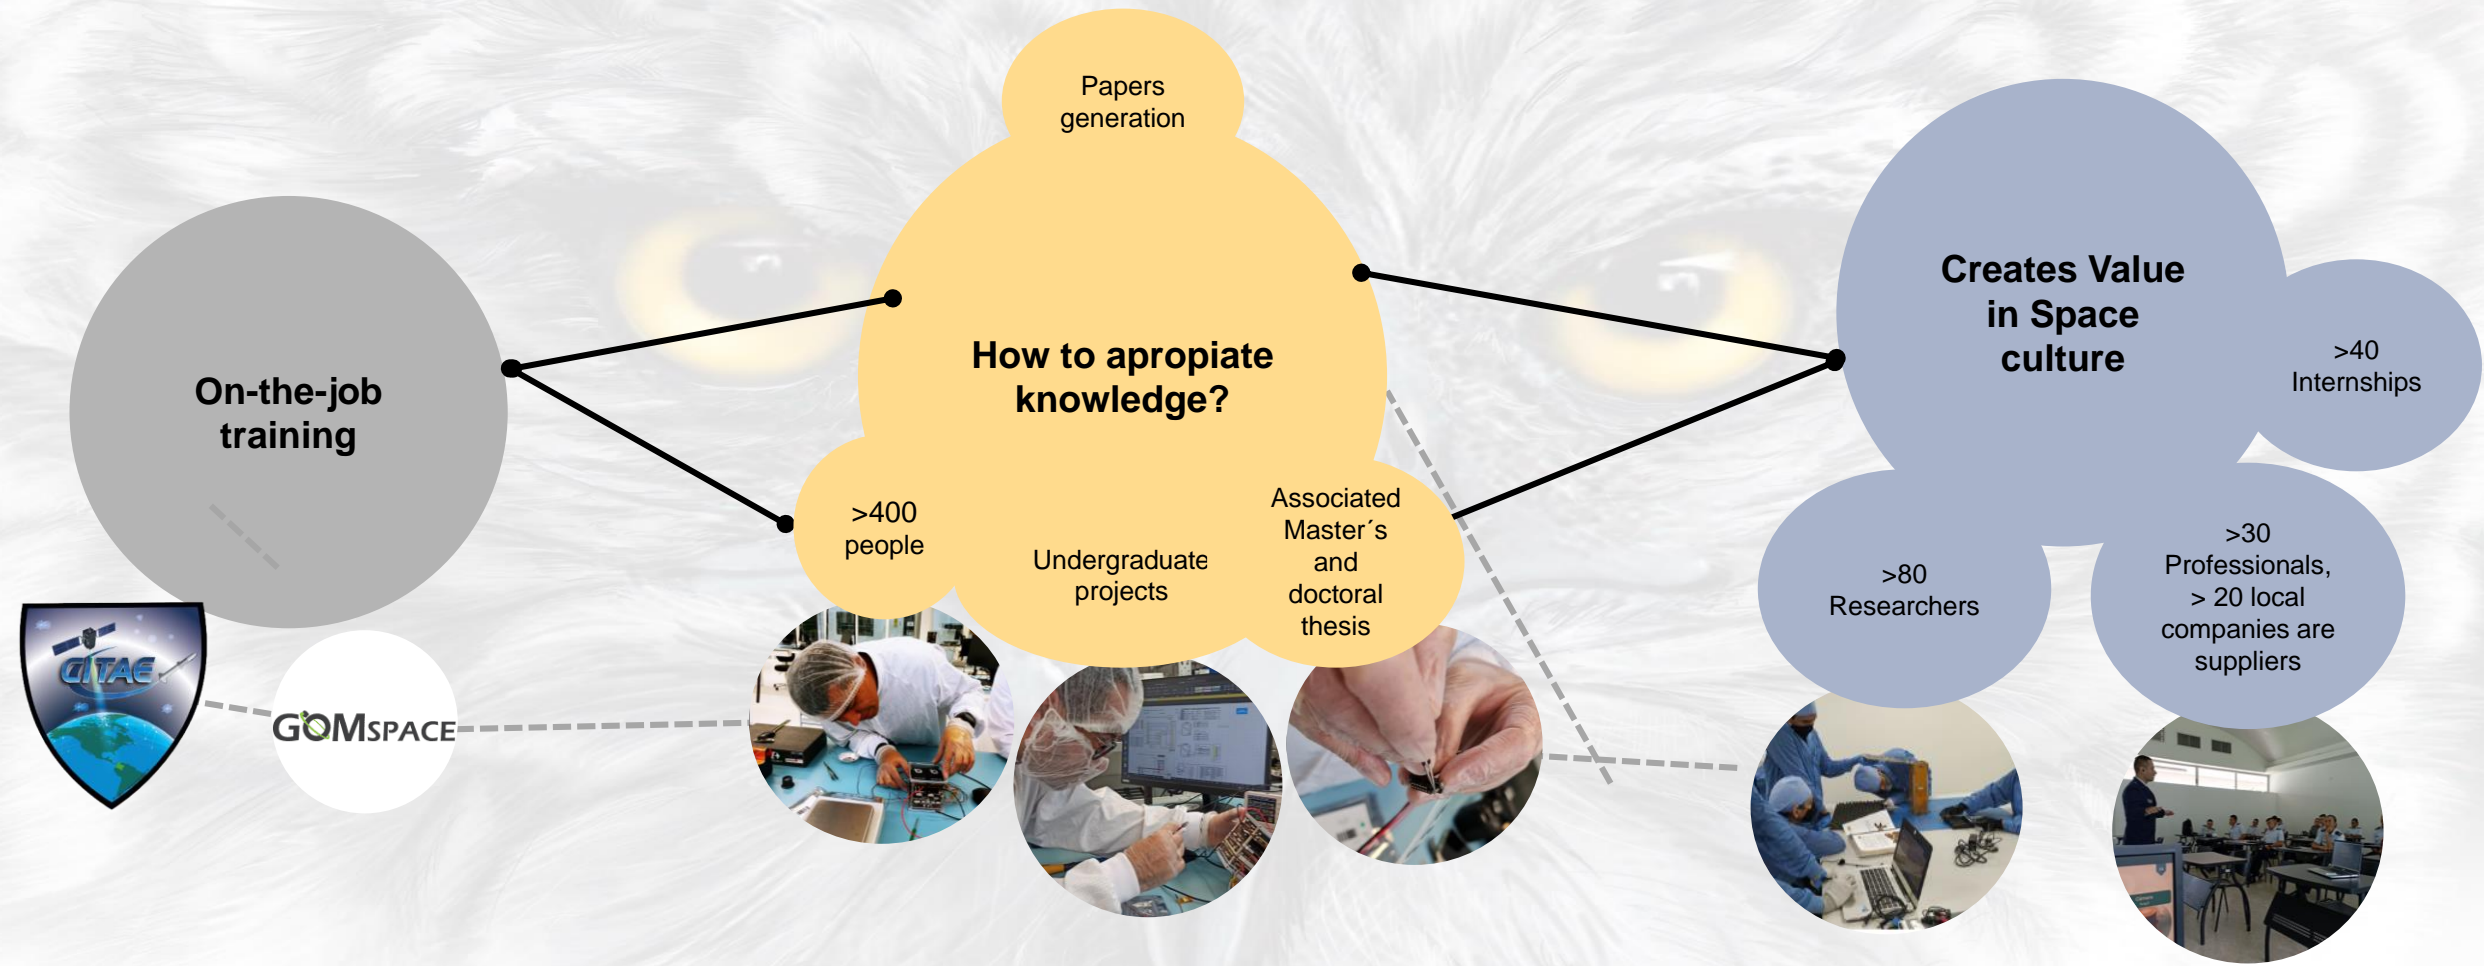 Papers
generation
On-the-job
training
How to apropiate
knowledge?
>400
people
Undergraduate
projects
Associated
Master´s
and
doctoral
thesis
Creates Value
in Space
culture
>40
Internships
>80
Researchers
>30
Professionals,
> 20 local
companies are
suppliers
CITAE
GOMSPACE